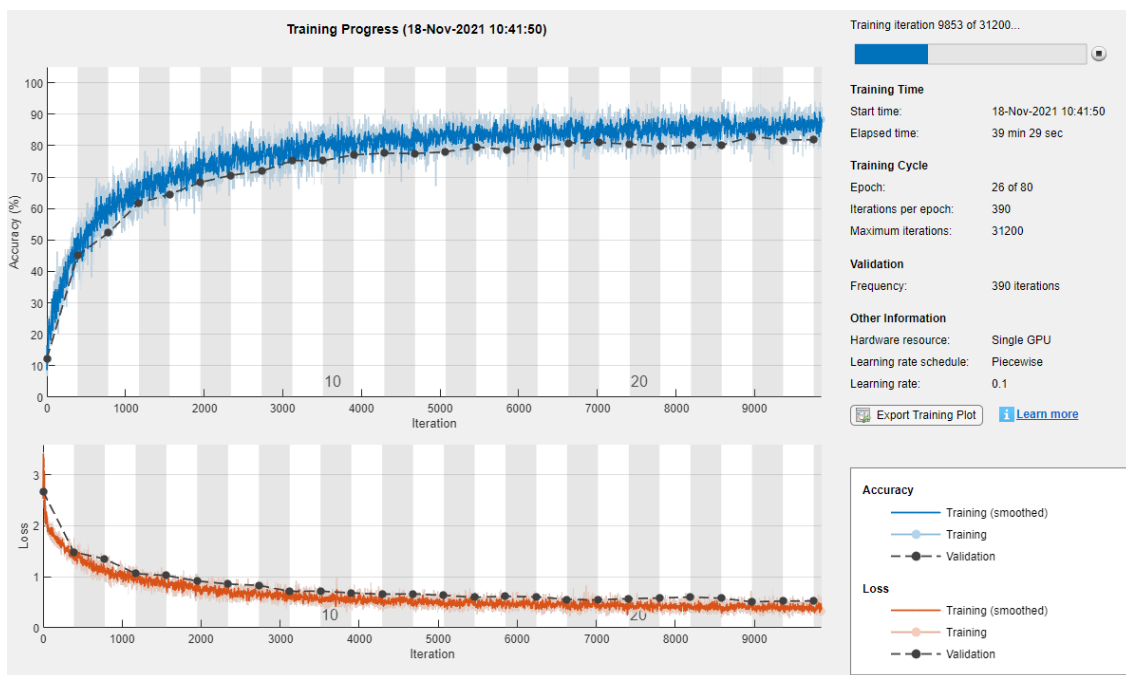 Training Progress (18-Nov-2021 10:41:50)
Accuracy (%)
100
90
80
70
60
50
40
30
20
10
0
10
20
0 1000 2000 3000 4000 5000 6000 7000 8000 9000
Iteration
Loss
3
2
1
0
10
20
0 1000 2000 3000 4000 5000 6000 7000 8000 9000
Iteration
Training iteration 9853 of 31200...
Training Time
Start time: 18-Nov-2021 10:41:50
Elapsed time: 39 min 29 sec
Training Cycle
Epoch: 26 of 80
Iterations per epoch: 390
Maximum iterations: 31200
Validation
Frequency: 390 iterations
Other Information
Hardware resource: Single GPU
Learning rate schedule: Piecewise
Learning rate: 0.1
Export Training Plot
i Learn more
Accuracy
Training (smoothed)
Training
Validation
Loss
Training (smoothed)
Training
Validation